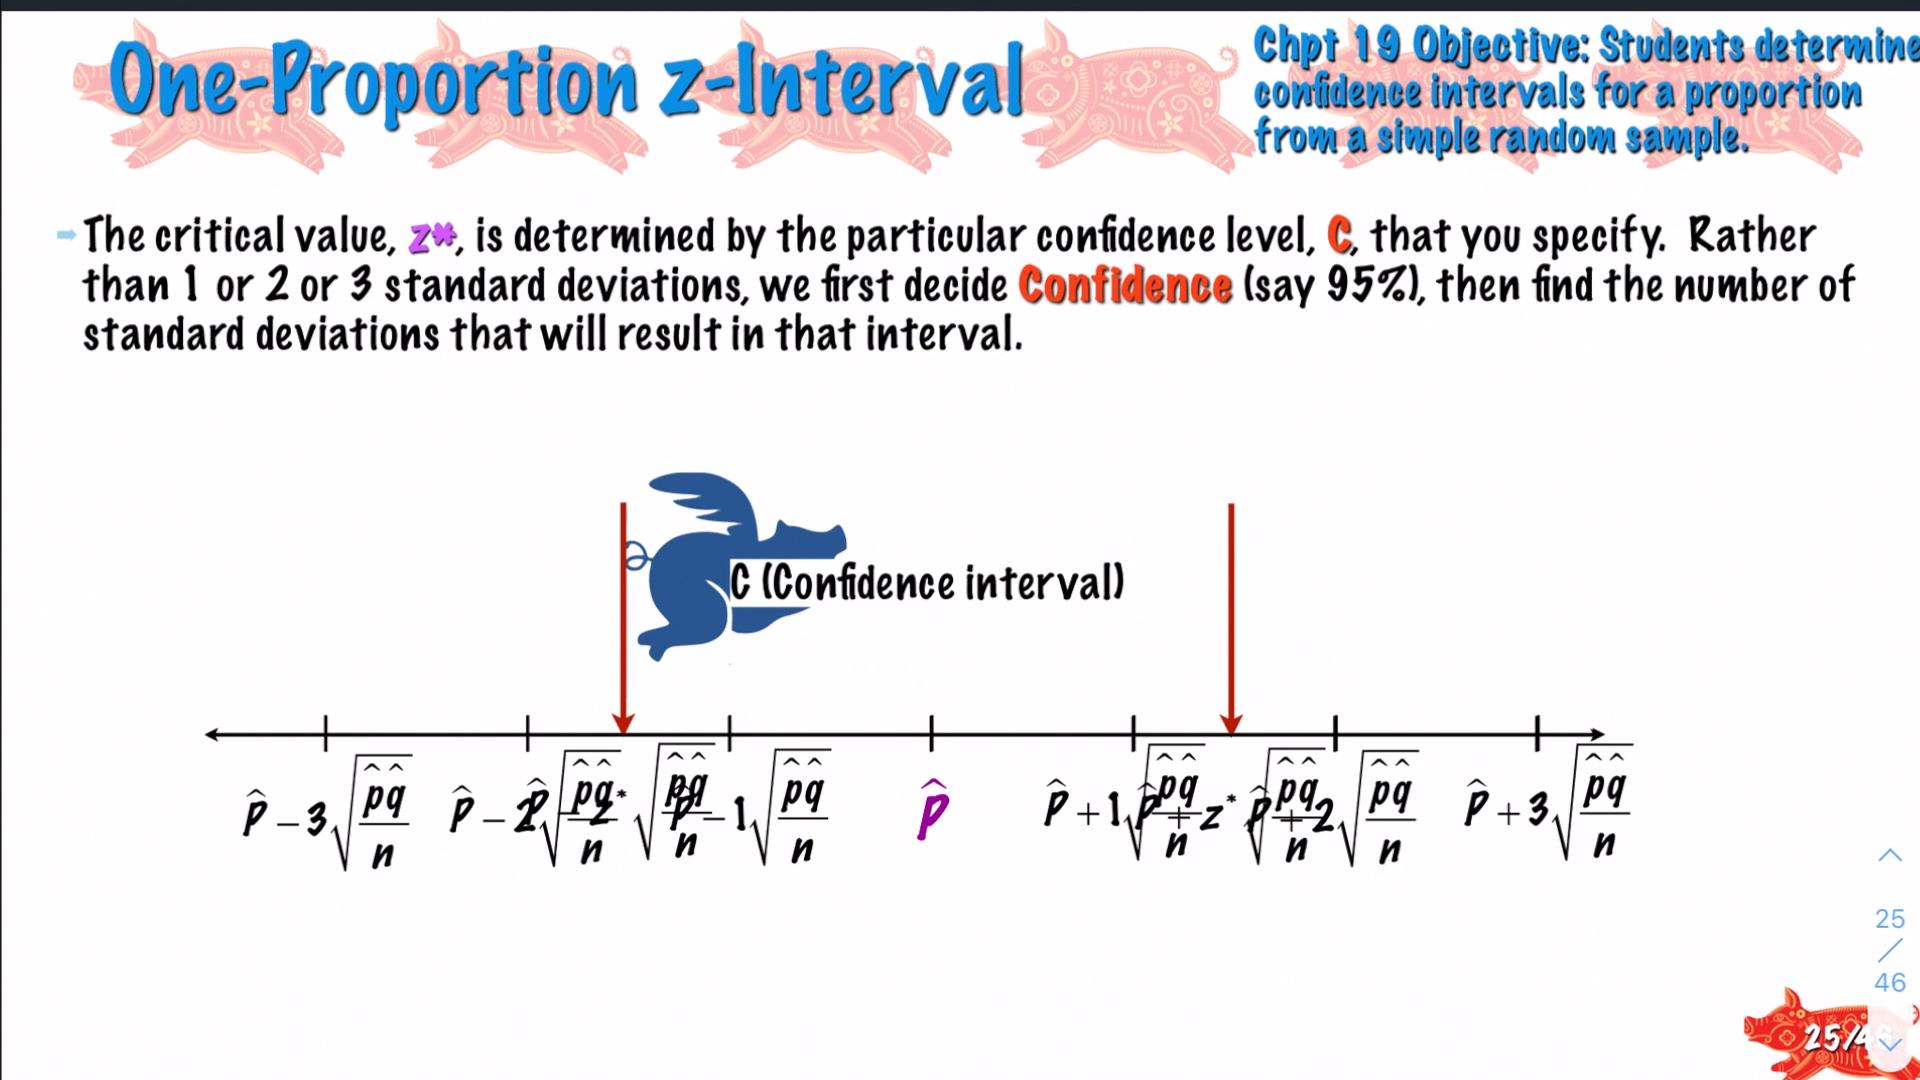 One-Proportion z-Interval
Chpt 19 Objective: Students determine
confidence intervals for a proportion
from a simple random sample.
The critical value, z*, is determined by the particular confidence level, C, that you specify. Rather
than 1 or 2 or 3 standard deviations, we first decide Confidence (say 95%), then find the number of
standard deviations that will result in that interval.
C (Confidence interval)
p̂ − 3√(p̂q̂/n) p̂ − 2√(p̂q̂/n) p̂ − z*√(p̂q̂/n) p̂ − 1√(p̂q̂/n) p̂ p̂ + 1√(p̂q̂/n) p̂ + z*√(p̂q̂/n) p̂ + 2√(p̂q̂/n) p̂ + 3√(p̂q̂/n)
25
/
46
25/46